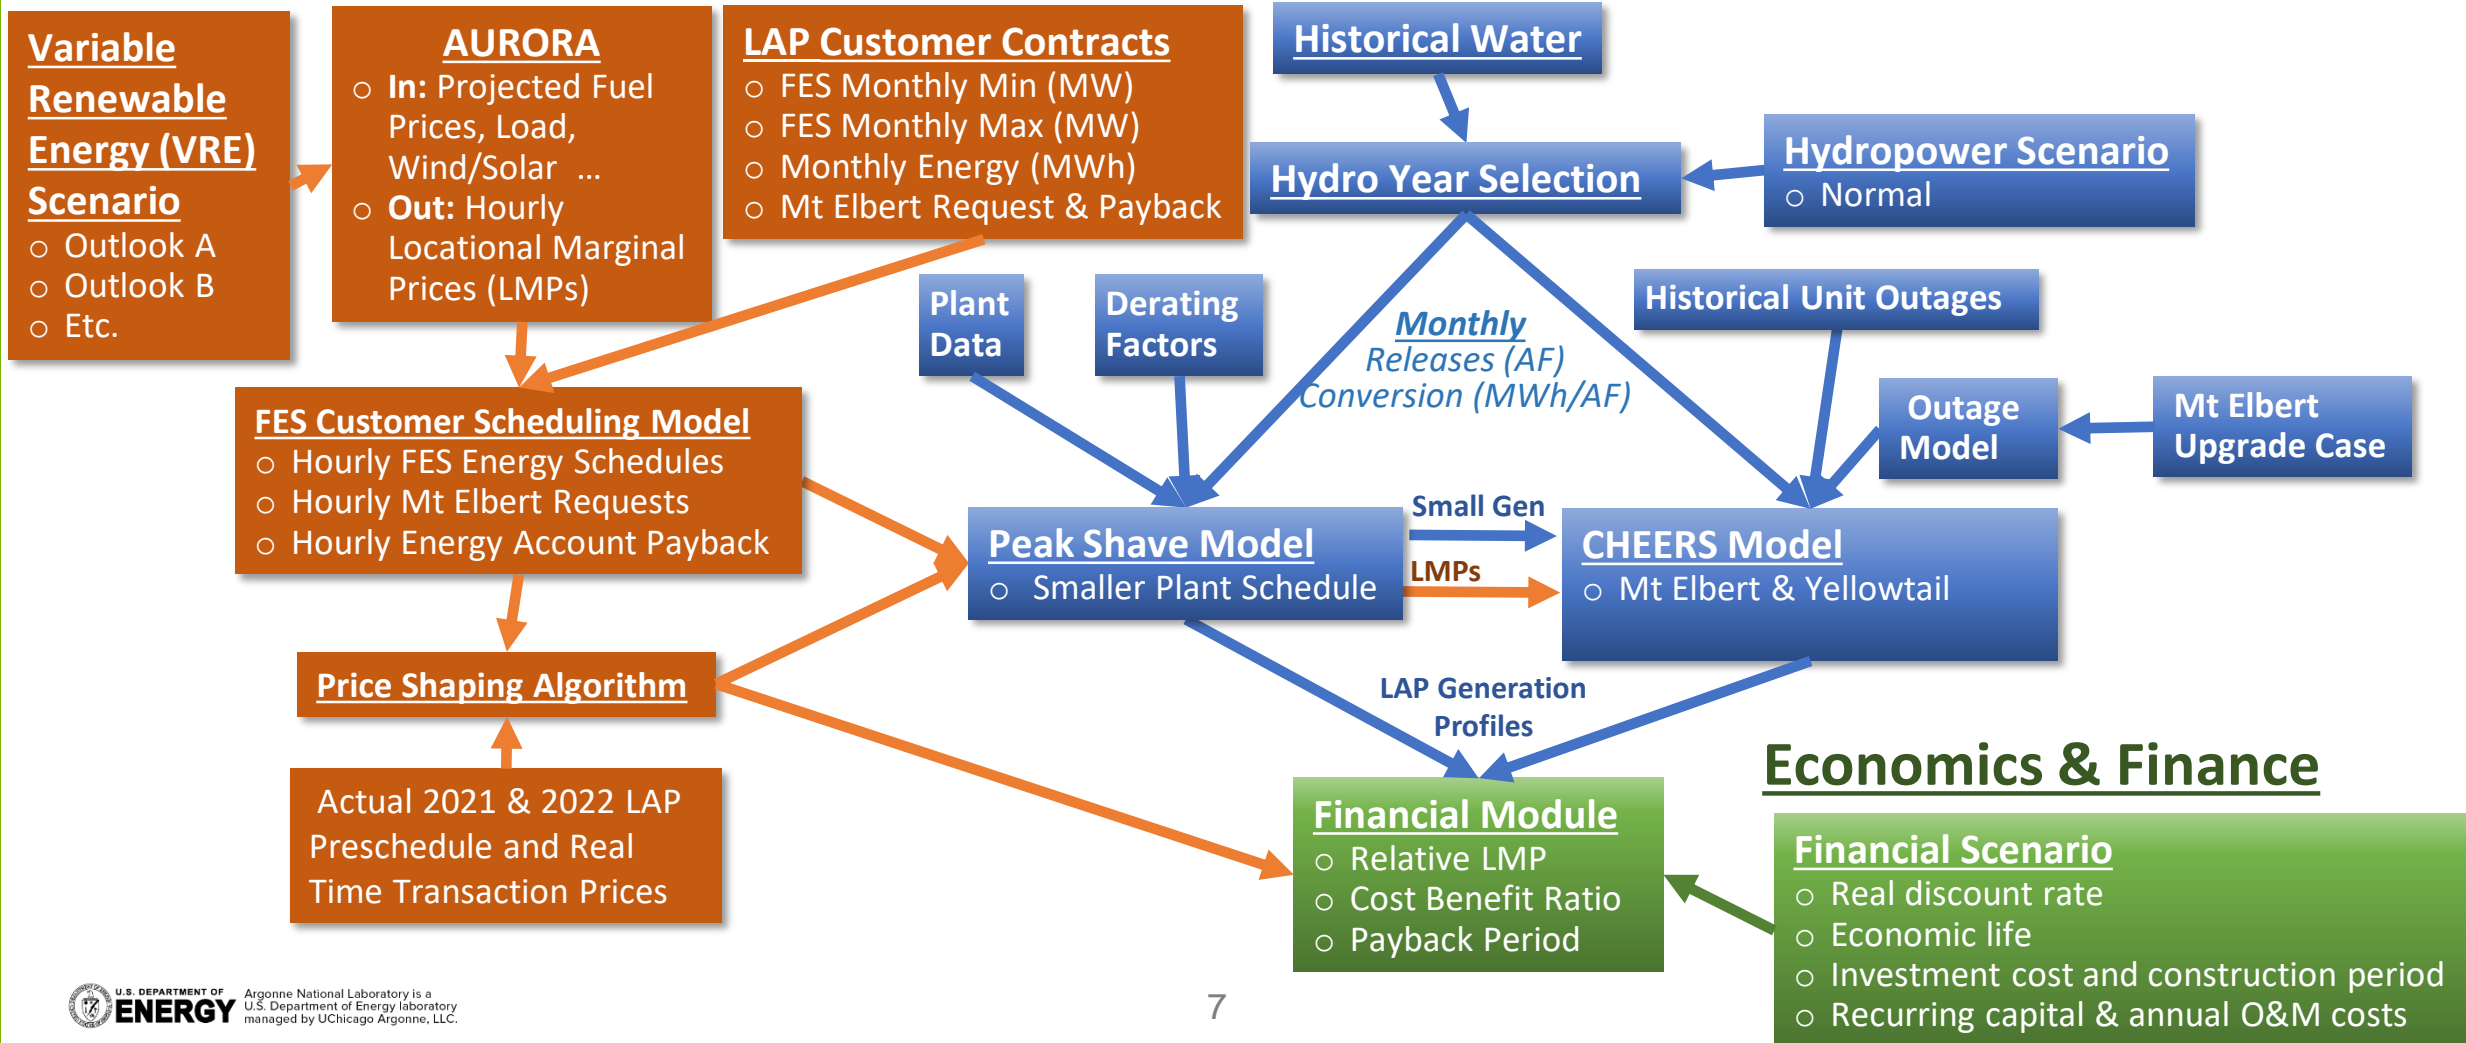 Variable
Renewable
Energy (VRE)
Scenario
○ Outlook A
○ Outlook B
○ Etc.
AURORA
○ In: Projected Fuel
Prices, Load,
Wind/Solar ...
○ Out: Hourly
Locational Marginal
Prices (LMPs)
LAP Customer Contracts
○ FES Monthly Min (MW)
○ FES Monthly Max (MW)
○ Monthly Energy (MWh)
○ Mt Elbert Request & Payback
Historical Water
Hydro Year Selection
Hydropower Scenario
○ Normal
Plant
Data
Derating
Factors
Monthly
Releases (AF)
Conversion (MWh/AF)
Historical Unit Outages
Outage
Model
Mt Elbert
Upgrade Case
FES Customer Scheduling Model
○ Hourly FES Energy Schedules
○ Hourly Mt Elbert Requests
○ Hourly Energy Account Payback
Peak Shave Model
○ Smaller Plant Schedule
Small Gen
LMPs
CHEERS Model
○ Mt Elbert & Yellowtail
Price Shaping Algorithm
LAP Generation
Profiles
Actual 2021 & 2022 LAP
Preschedule and Real
Time Transaction Prices
Economics & Finance
Financial Module
○ Relative LMP
○ Cost Benefit Ratio
○ Payback Period
Financial Scenario
○ Real discount rate
○ Economic life
○ Investment cost and construction period
○ Recurring capital & annual O&M costs
U.S. DEPARTMENT OF
ENERGY
Argonne National Laboratory is a
U.S. Department of Energy laboratory
managed by UChicago Argonne, LLC.
7